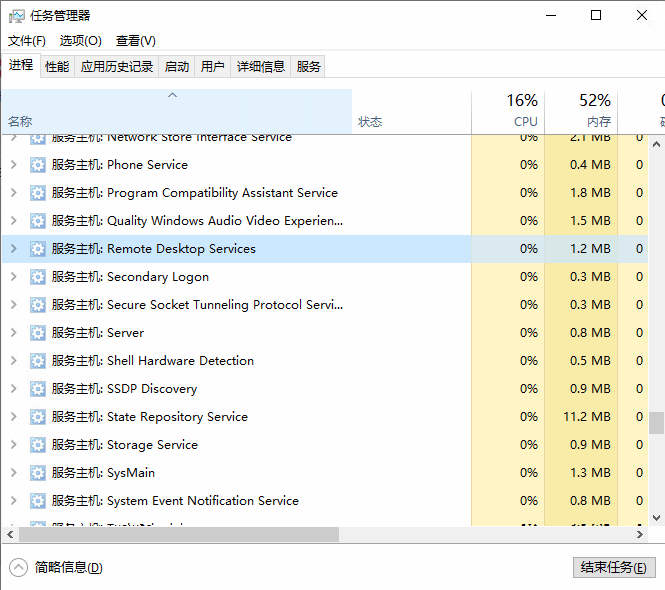 任务管理器
文件(F) 选项(O) 查看(V)
进程 性能 应用历史记录 启动 用户 详细信息 服务
16% 52% 0
名称 状态 CPU 内存
服务主机: Network Store Interface Service 0% 2.1 MB 0
服务主机: Phone Service 0% 0.4 MB 0
服务主机: Program Compatibility Assistant Service 0% 1.8 MB 0
服务主机: Quality Windows Audio Video Experien... 0% 1.5 MB 0
服务主机: Remote Desktop Services 0% 1.2 MB 0
服务主机: Secondary Logon 0% 0.3 MB 0
服务主机: Secure Socket Tunneling Protocol Servi... 0% 0.3 MB 0
服务主机: Server 0% 0.8 MB 0
服务主机: Shell Hardware Detection 0% 0.5 MB 0
服务主机: SSDP Discovery 0% 0.9 MB 0
服务主机: State Repository Service 0% 11.2 MB 0
服务主机: Storage Service 0% 0.9 MB 0
服务主机: SysMain 0% 1.3 MB 0
服务主机: System Event Notification Service 0% 0.8 MB 0
简略信息(D) 结束任务(E)